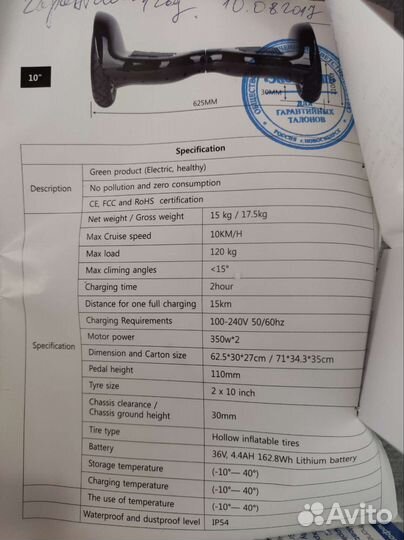 год 10.08.2017
10"
625MM
30MM
ДЛЯ
ГАРАНТИЙНЫХ
ТАЛОНОВ
РОССИЯ г.НОВОСИБИРСК
Specification
Description
Green product (Electric, healthy)
No pollution and zero consumption
CE, FCC and RoHS certification
Specification
Net weight / Gross weight 15 kg / 17.5kg
Max Cruise speed 10KM/H
Max load 120 kg
Max climing angles <15°
Charging time 2hour
Distance for one full charging 15km
Charging Requirements 100-240V 50/60hz
Motor power 350w*2
Dimension and Carton size 62.5*30*27cm / 71*34.3*35cm
Pedal height 110mm
Tyre size 2 x 10 inch
Chassis clearance /
Chassis ground height 30mm
Tire type Hollow inflatable tires
Battery 36V, 4.4AH 162.8Wh Lithium battery
Storage temperature (-10°— 40°)
Charging temperature (-10°— 40°)
The use of temperature (-10°— 40°)
Waterproof and dustproof level IP54
Avito